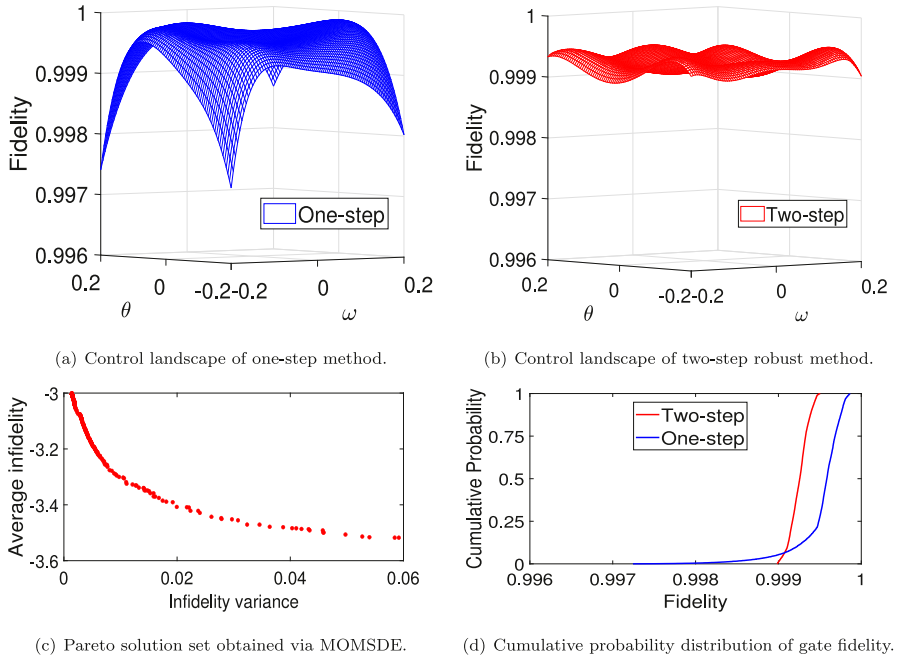 1
0.999
0.998
0.997
0.996
Fidelity
One-step
0.2
0
-0.2
-0.2
0
0.2
θ
ω
(a) Control landscape of one-step method.
1
0.999
0.998
0.997
0.996
Fidelity
Two-step
0.2
0
-0.2
-0.2
0
0.2
θ
ω
(b) Control landscape of two-step robust method.
-3
-3.2
-3.4
-3.6
Average infidelity
0
0.02
0.04
0.06
Infidelity variance
(c) Pareto solution set obtained via MOMSDE.
1
0.75
0.5
0.25
0
Cumulative Probability
Two-step
One-step
0.996
0.997
0.998
0.999
1
Fidelity
(d) Cumulative probability distribution of gate fidelity.